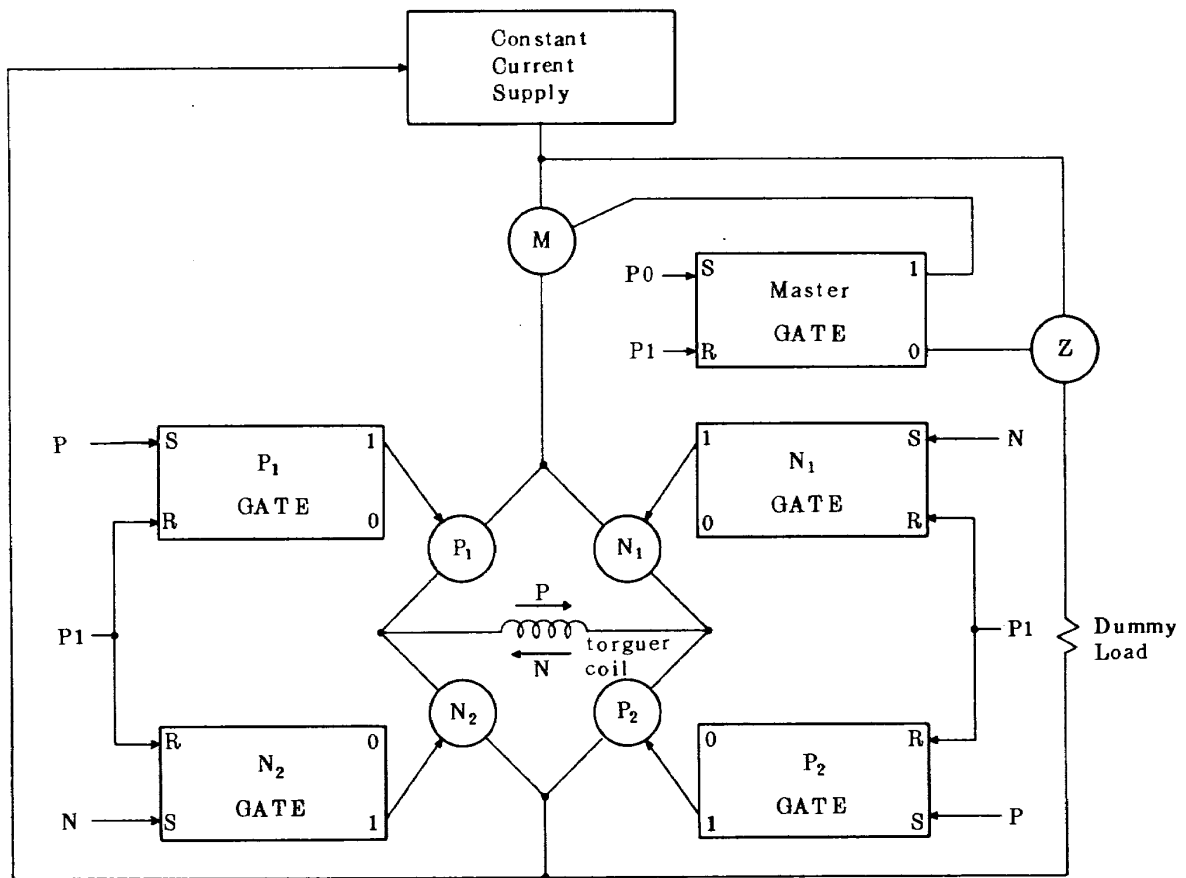 Constant
Current
Supply
M
P0
S
1
Master
GATE
P1
R
0
Z
P
S
1
P₁
GATE
R
0
1
S
N
N₁
GATE
0
R
P₁
N₁
P1
P
torguer
coil
N
P1
Dummy
Load
N₂
P₂
R
0
N₂
GATE
N
S
1
0
R
P₂
GATE
1
S
P